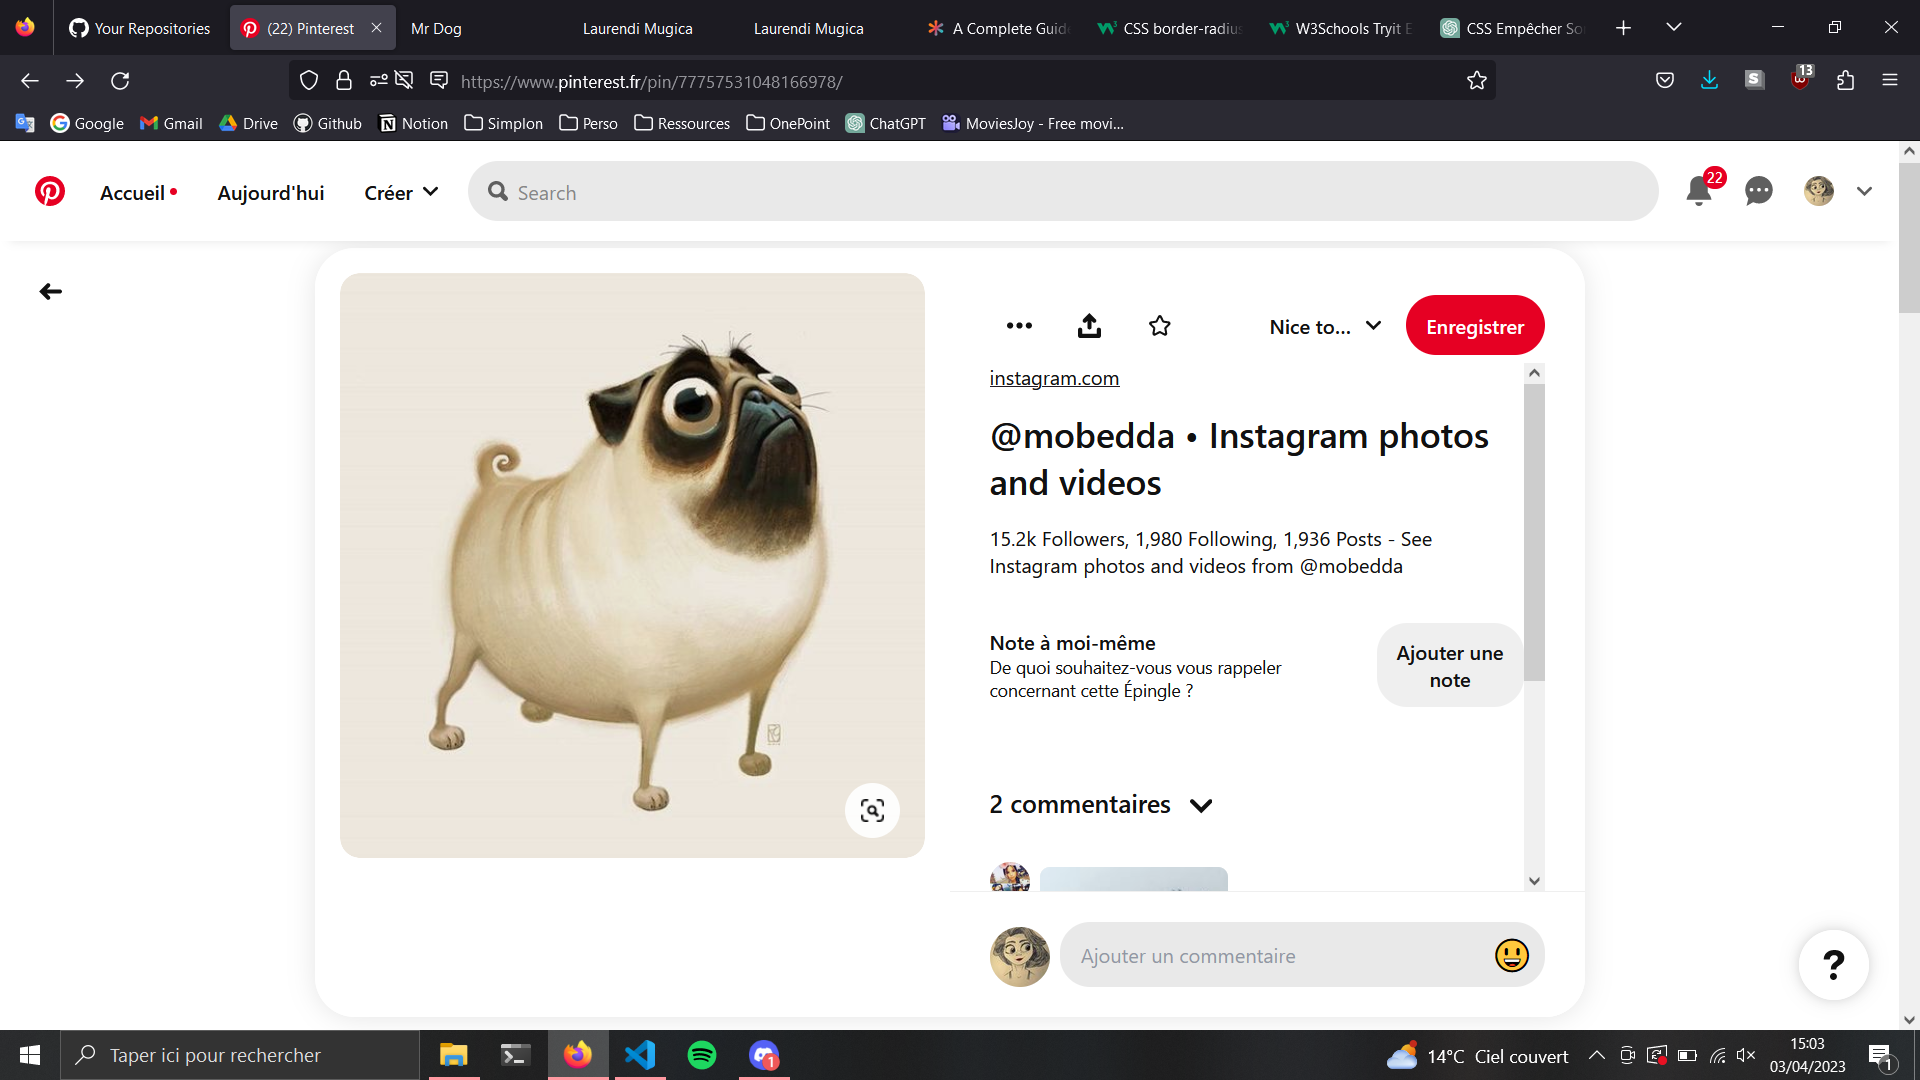 Your Repositories
(22) Pinterest
Mr Dog
Laurendi Mugica
Laurendi Mugica
A Complete Guide
CSS border-radius
W3Schools Tryit E
CSS Empêcher Sor
https://www.pinterest.fr/pin/77757531048166978/
S
13
Google
Gmail
Drive
Github
Notion
Simplon
Perso
Ressources
OnePoint
ChatGPT
MoviesJoy - Free movi...
Accueil
Aujourd'hui
Créer
Search
22
Nice to...
Enregistrer
instagram.com
@mobedda • Instagram photos
and videos
15.2k Followers, 1,980 Following, 1,936 Posts - See
Instagram photos and videos from @mobedda
Note à moi-même
De quoi souhaitez-vous vous rappeler
concernant cette Épingle ?
Ajouter une
note
2 commentaires
Ajouter un commentaire
?
Taper ici pour rechercher
1
14°C Ciel couvert
15:03
03/04/2023
1